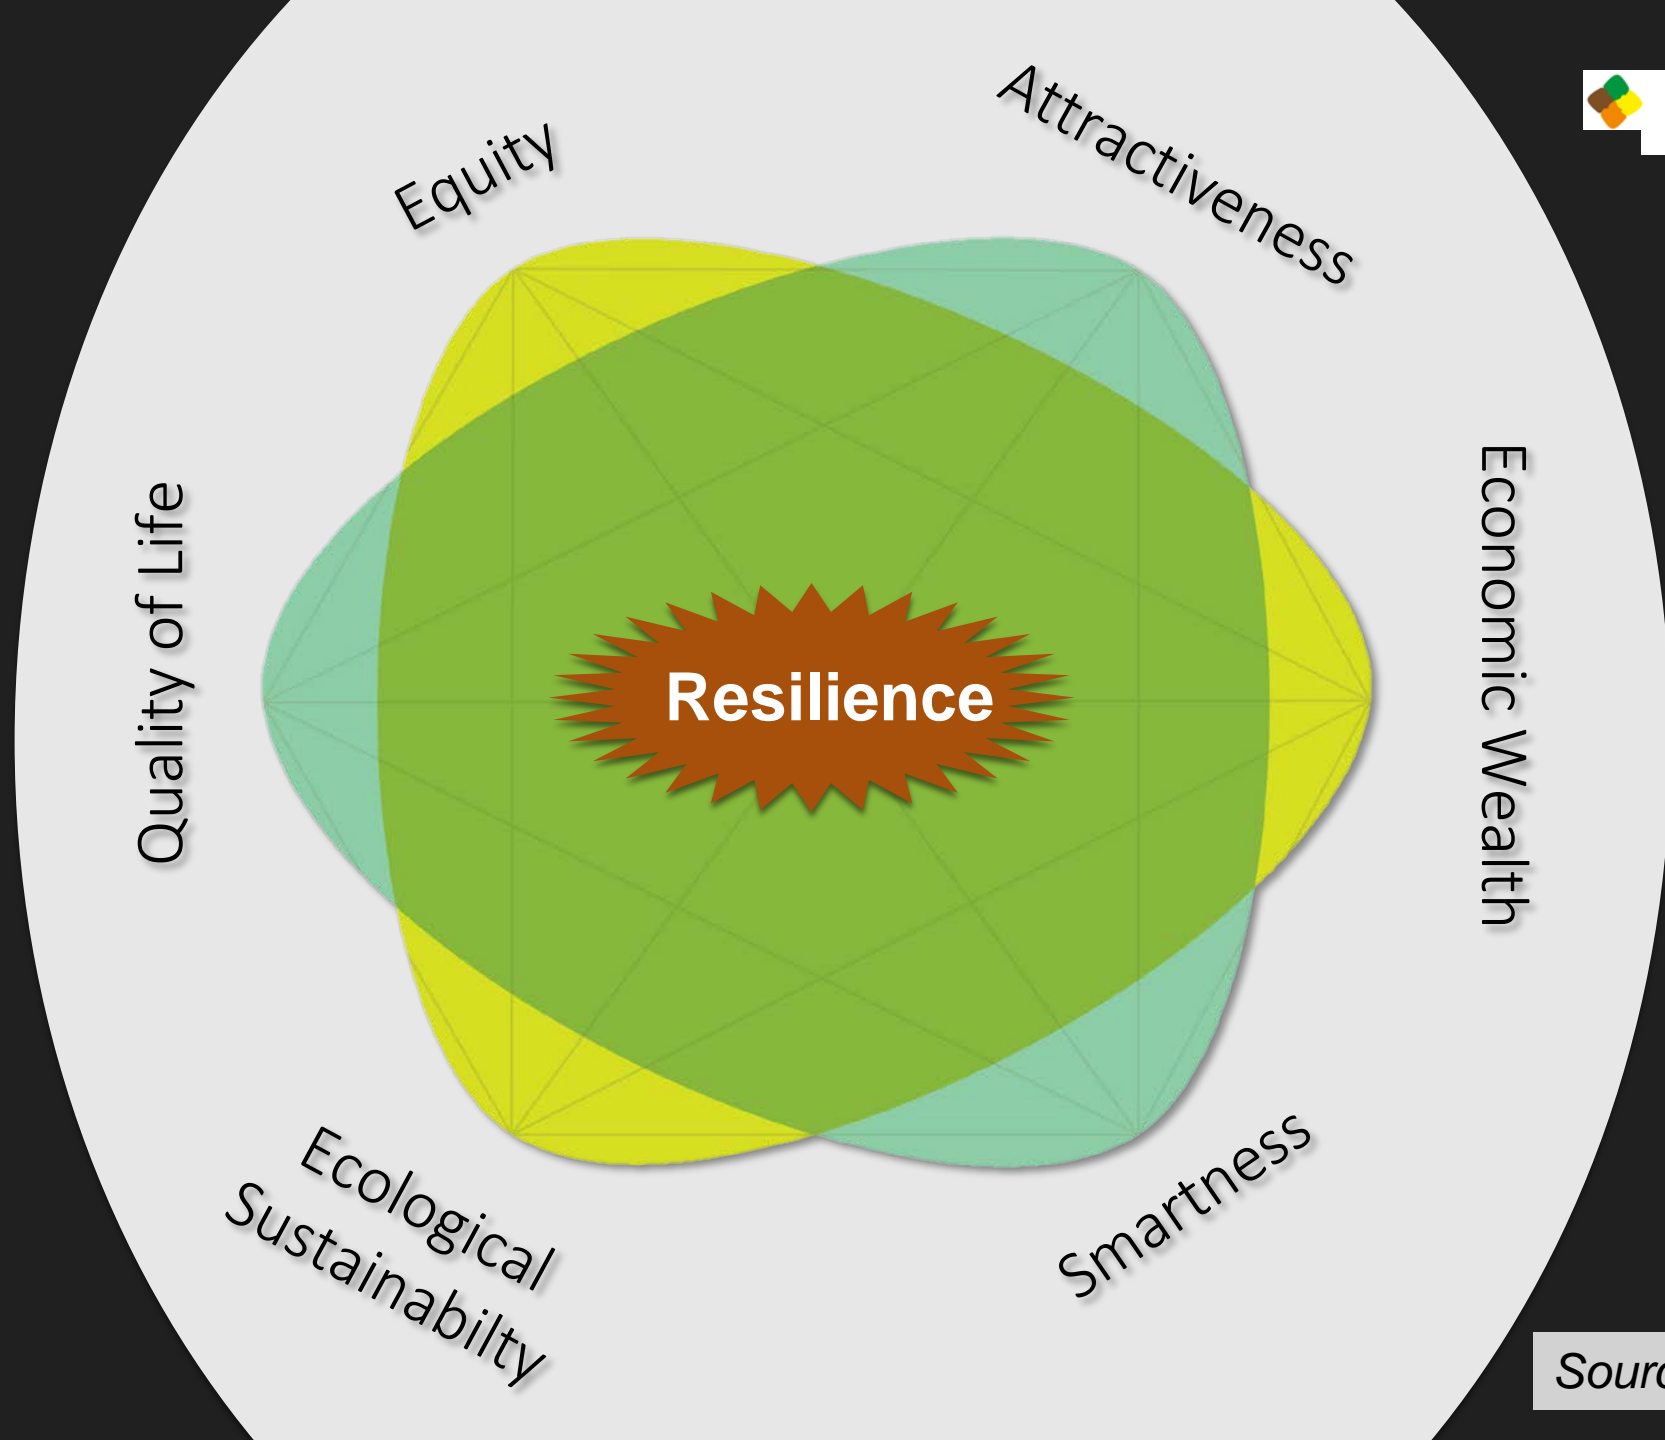 Equity
Attractiveness
Quality of Life
Economic Wealth
Resilience
Ecological
Sustainabilty
Smartness